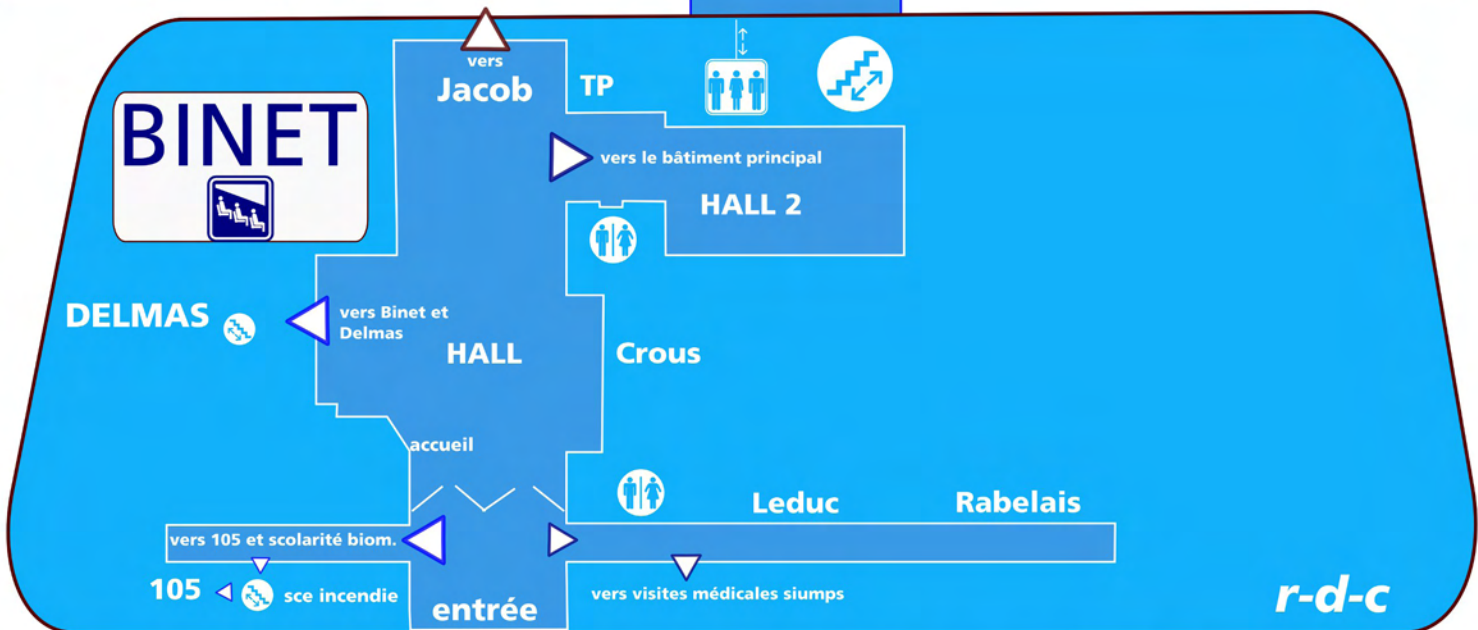 vers
Jacob
TP
BINET
vers le bâtiment principal
HALL 2
DELMAS
vers Binet et
Delmas
HALL
Crous
accueil
Leduc
Rabelais
vers 105 et scolarité biom.
105
sce incendie
vers visites médicales siumps
entrée
r-d-c